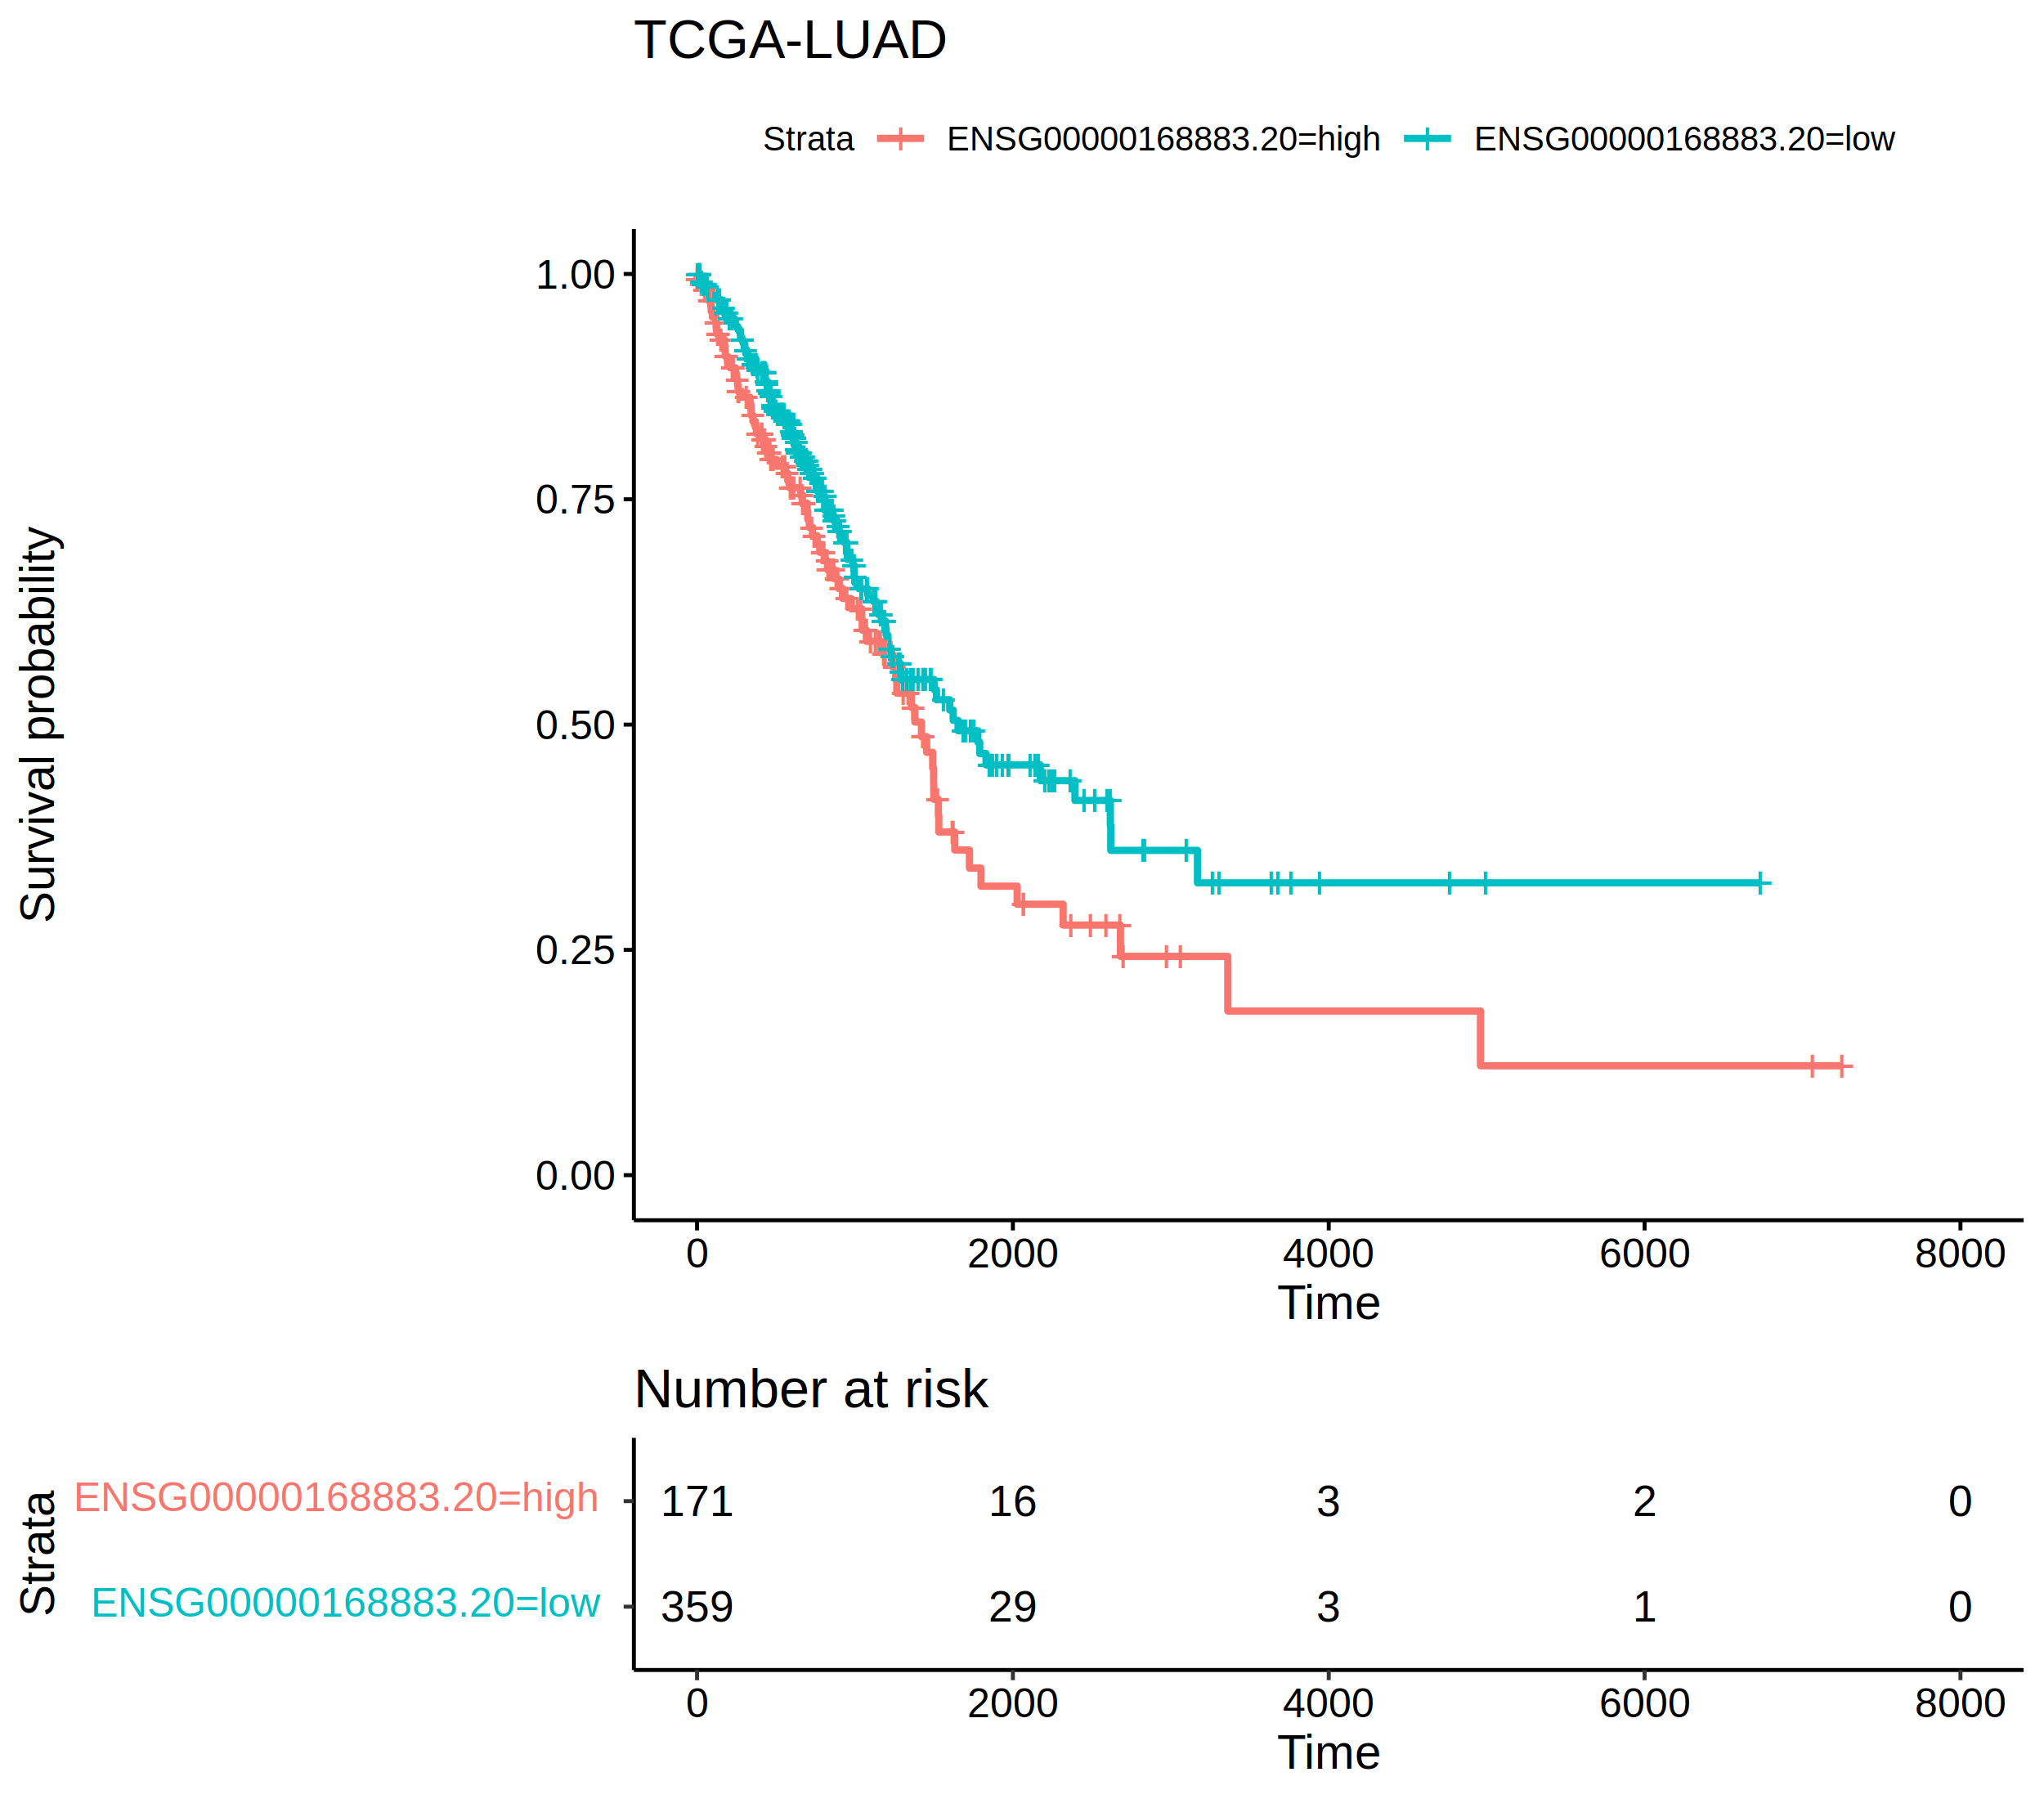 TCGA-LUAD
Strata ENSG00000168883.20=high ENSG00000168883.20=low
Survival probability
1.00
0.75
0.50
0.25
0.00
0 2000 4000 6000 8000
Time
Number at risk
Strata
ENSG00000168883.20=high 171 16 3 2 0
ENSG00000168883.20=low 359 29 3 1 0
0 2000 4000 6000 8000
Time